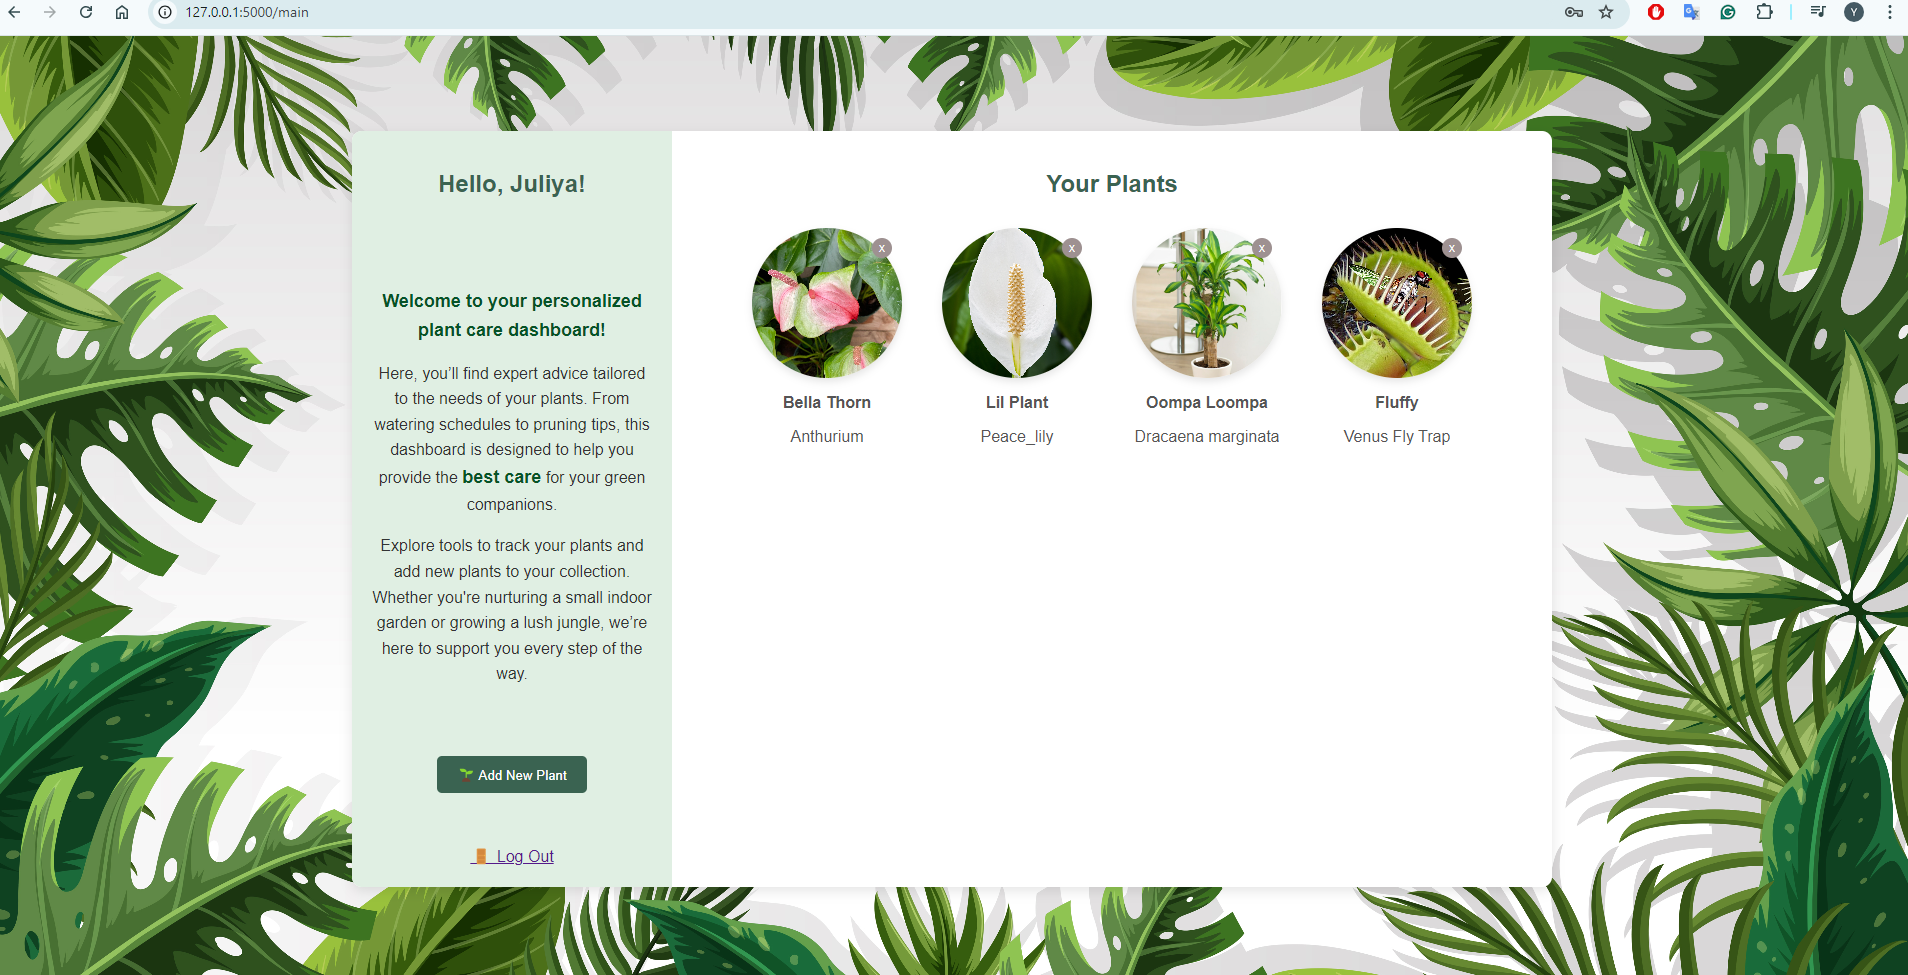 127.0.0.1:5000/main
Y
Hello, Juliya!
Welcome to your personalized
plant care dashboard!
Here, you’ll find expert advice tailored
to the needs of your plants. From
watering schedules to pruning tips, this
dashboard is designed to help you
provide the best care for your green
companions.
Explore tools to track your plants and
add new plants to your collection.
Whether you're nurturing a small indoor
garden or growing a lush jungle, we’re
here to support you every step of the
way.
Add New Plant
Log Out
Your Plants
x x x x
Bella Thorn Lil Plant Oompa Loompa Fluffy
Anthurium Peace_lily Dracaena marginata Venus Fly Trap